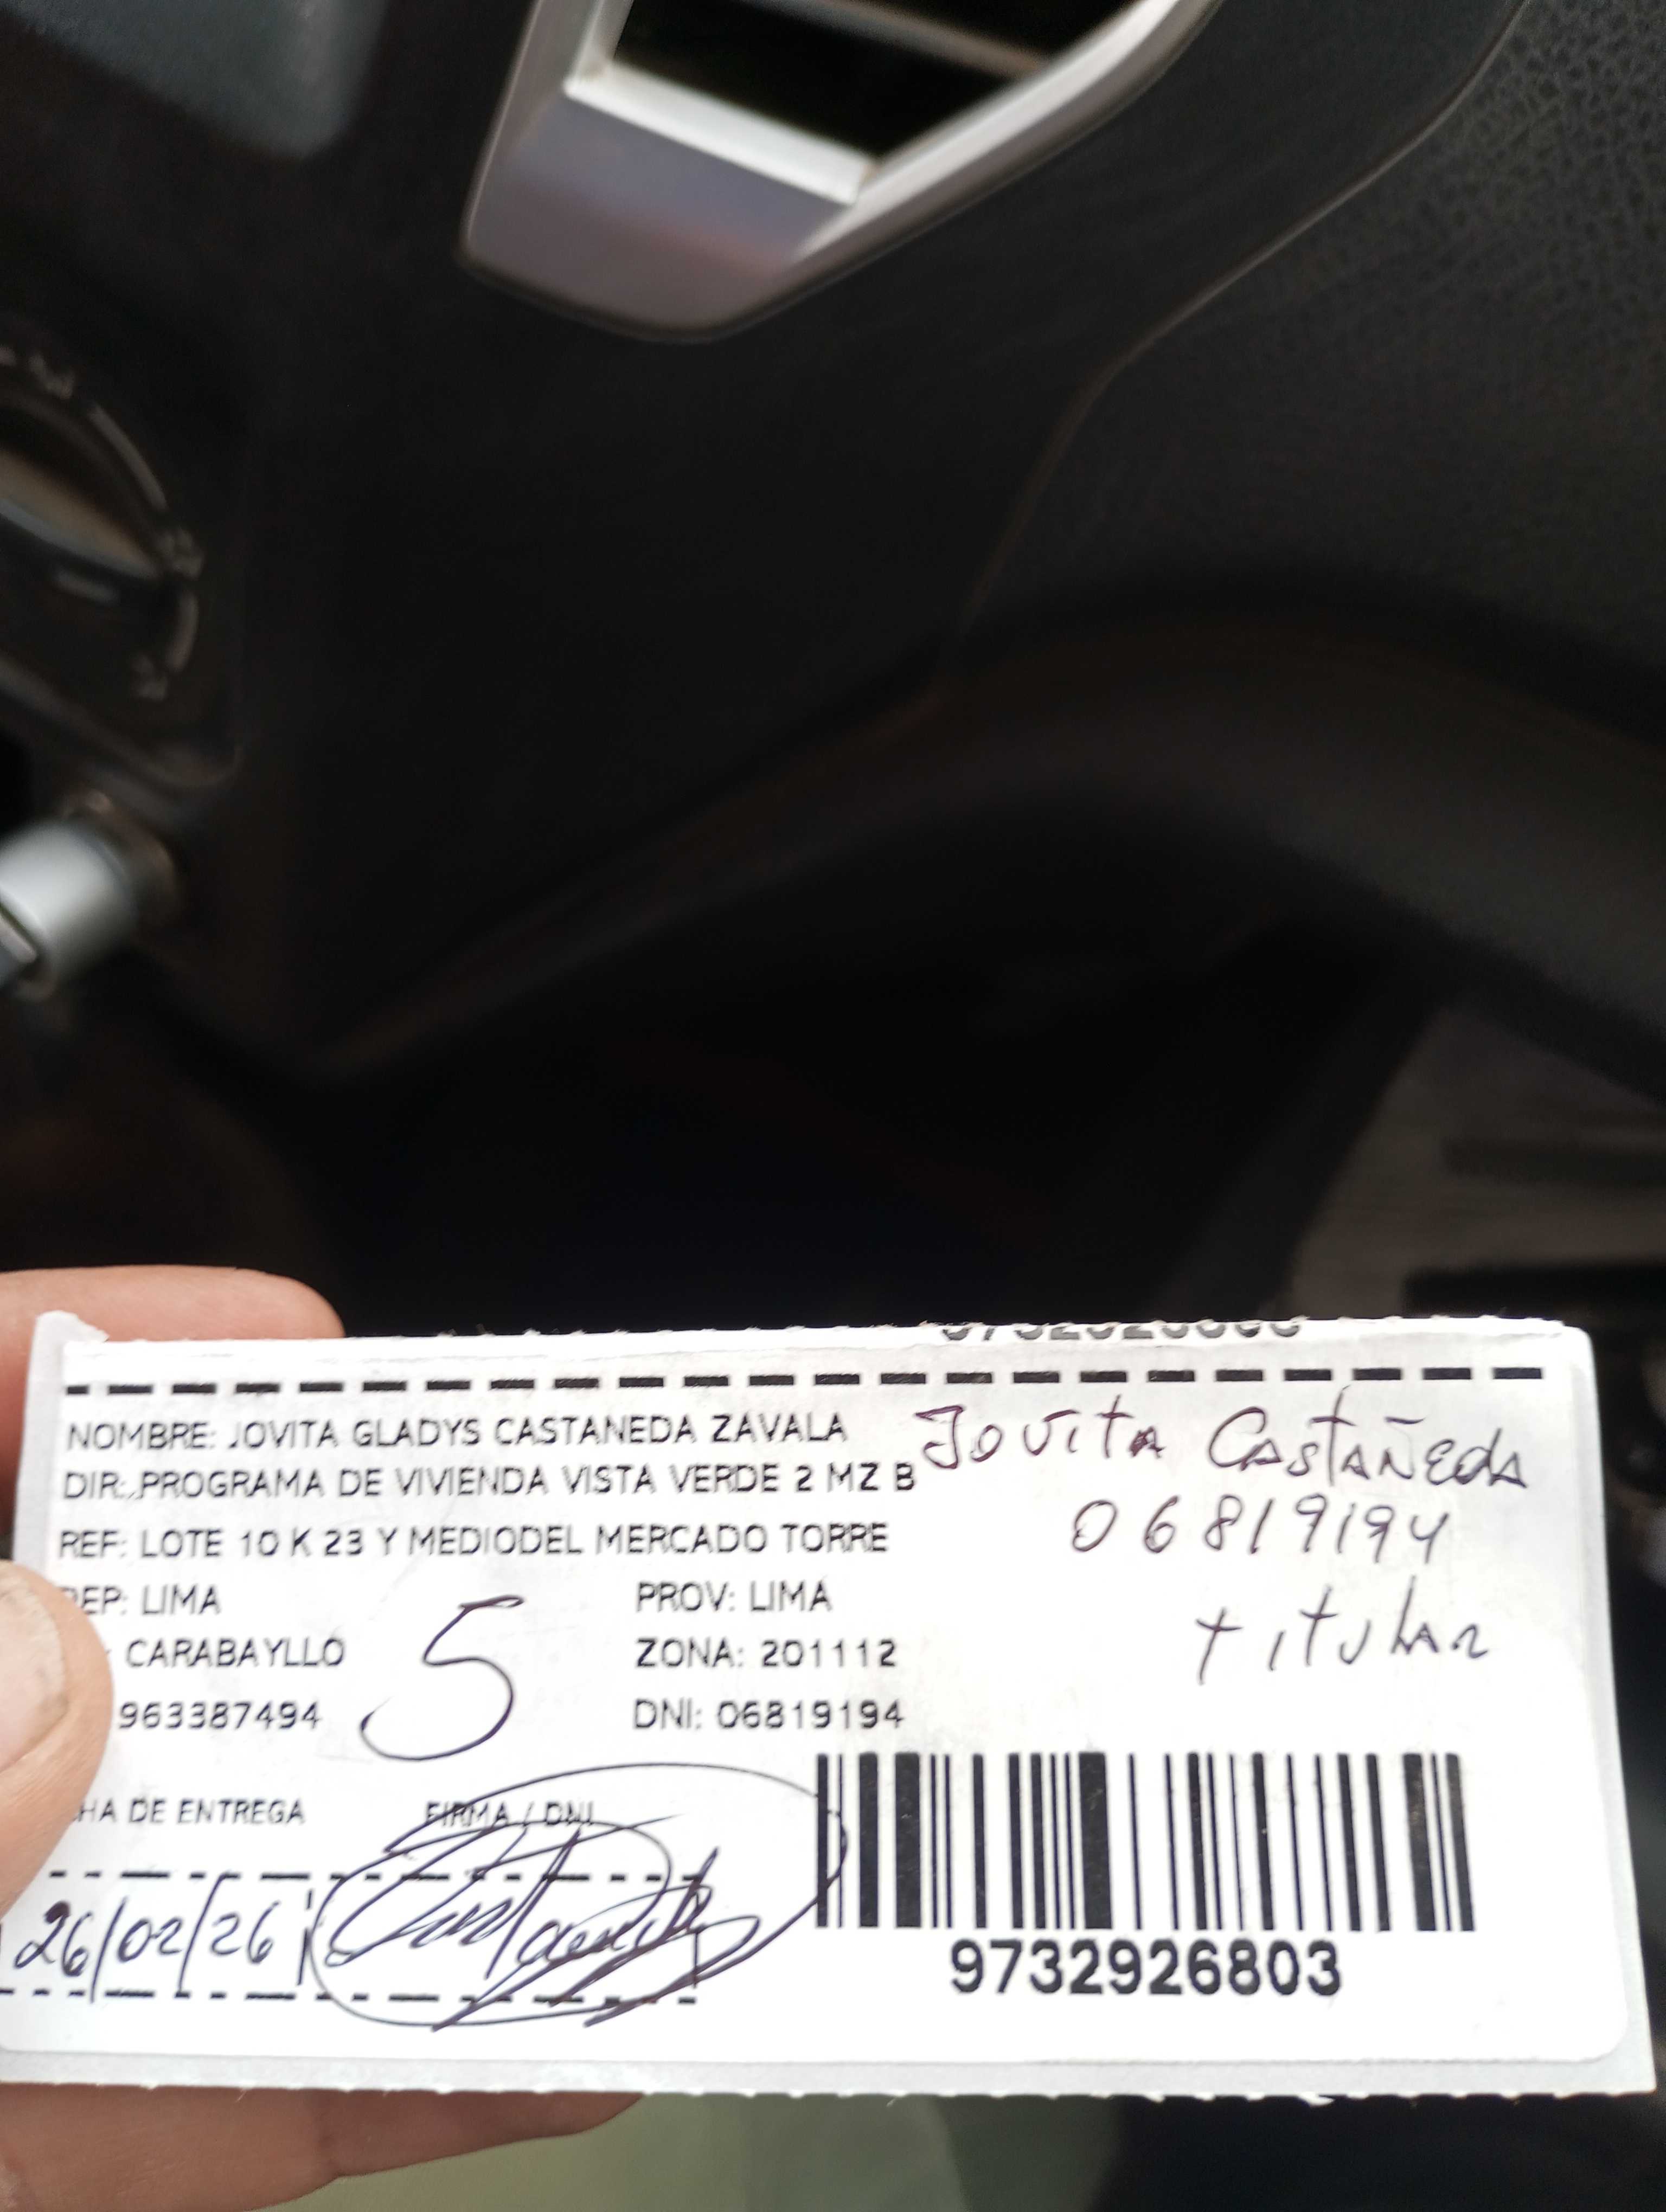 NOMBRE: JOVITA GLADYS CASTANEDA ZAVALA
Jovita Castañeda
DIR: PROGRAMA DE VIVIENDA VISTA VERDE 2 MZ B
06819194
REF: LOTE 10 K 23 Y MEDIODEL MERCADO TORRE
titular
DEP: LIMA PROV: LIMA
5
CARABAYLLO ZONA: 201112
963387494 DNI: 06819194
HA DE ENTREGA FIRMA / DNI
26/02/26
9732926803